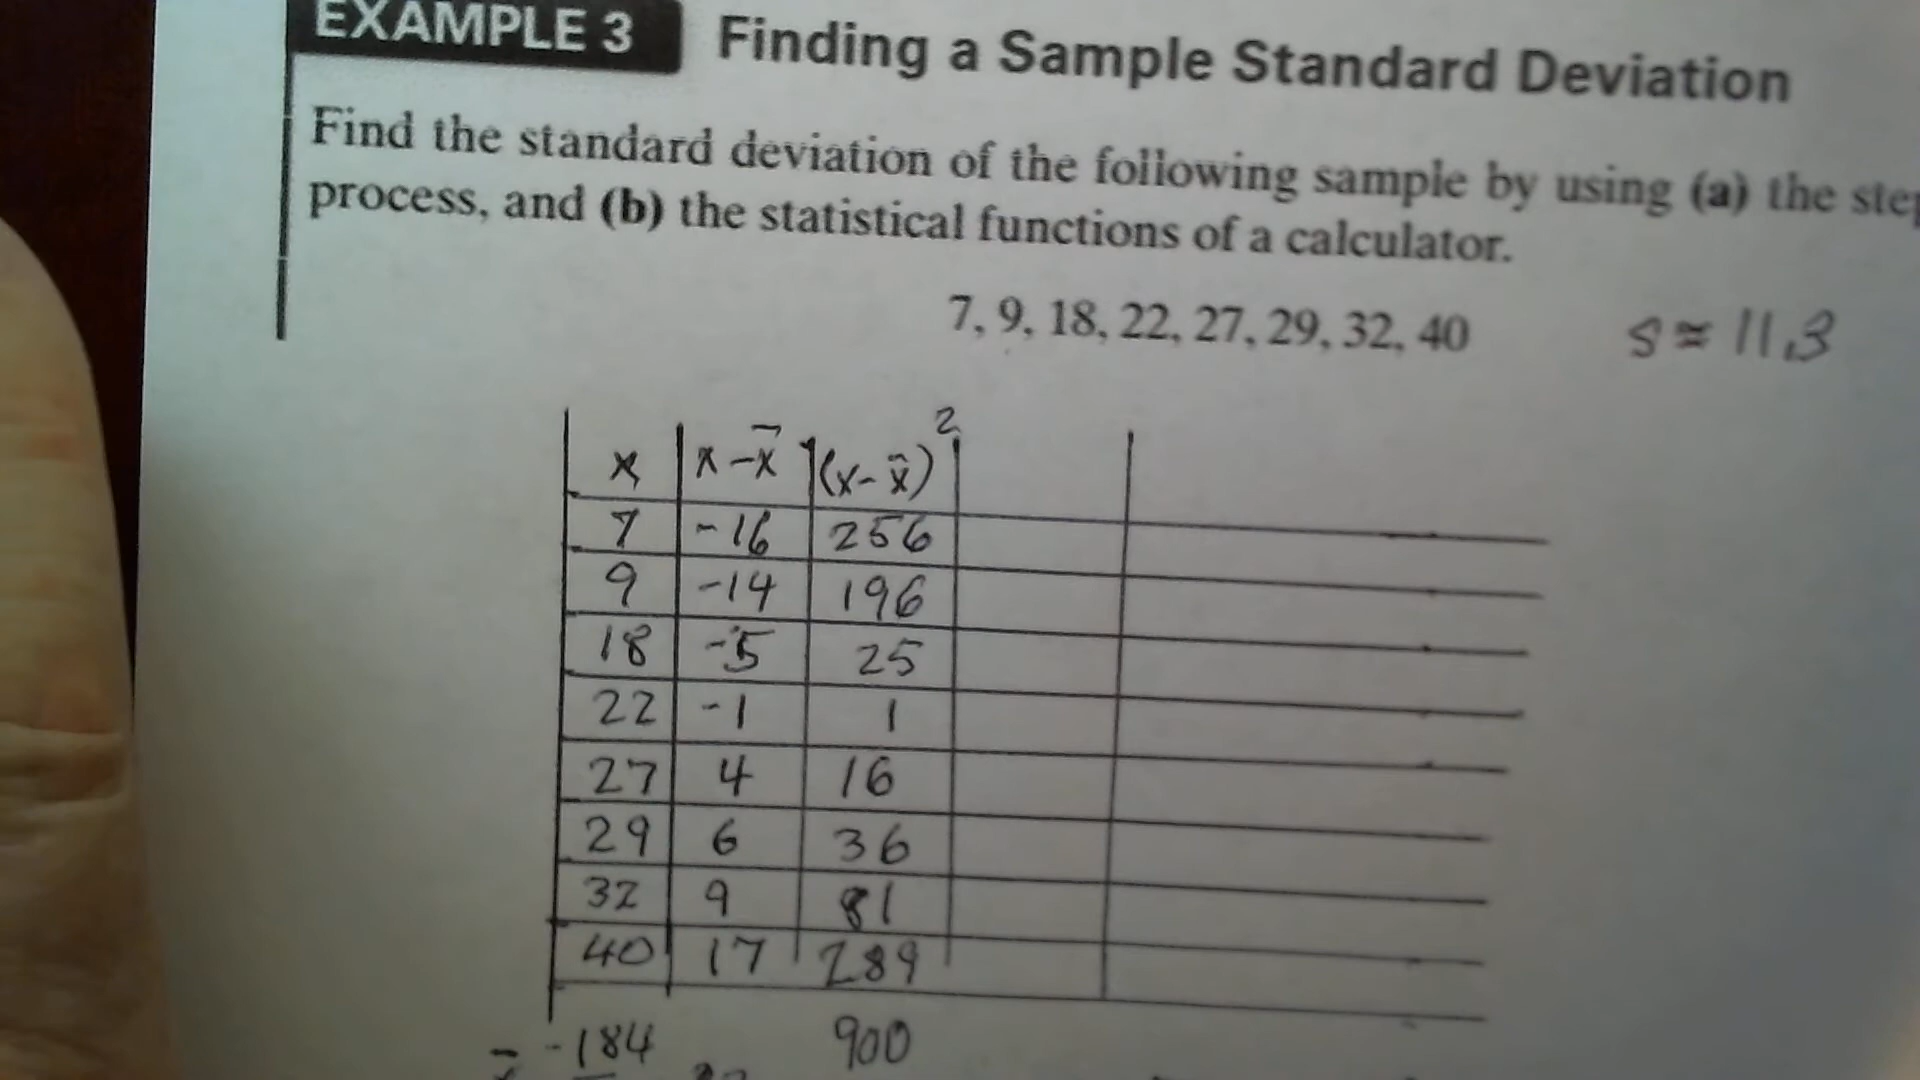 EXAMPLE 3 Finding a Sample Standard Deviation
Find the standard deviation of the following sample by using (a) the step
process, and (b) the statistical functions of a calculator.
7, 9, 18, 22, 27, 29, 32, 40 s ≈ 11.3
x x - x̄ (x - x̄)²
7 -16 256
9 -14 196
18 -5 25
22 -1 1
27 4 16
29 6 36
32 9 81
40 17 289
184 900